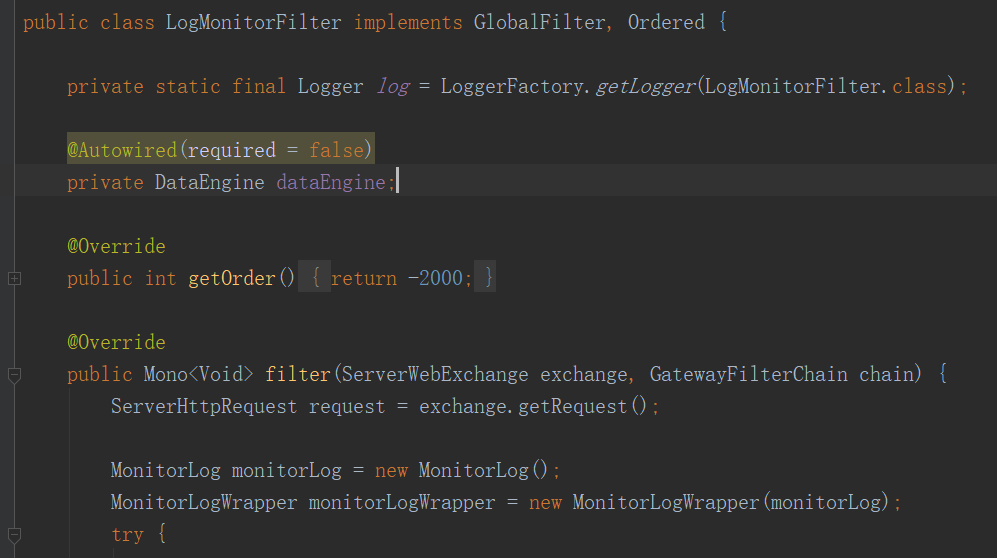 public class LogMonitorFilter implements GlobalFilter, Ordered {
private static final Logger log = LoggerFactory.getLogger(LogMonitorFilter.class);
@Autowired(required = false)
private DataEngine dataEngine;
@Override
public int getOrder() { return -2000; }
@Override
public Mono<Void> filter(ServerWebExchange exchange, GatewayFilterChain chain) {
ServerHttpRequest request = exchange.getRequest();
MonitorLog monitorLog = new MonitorLog();
MonitorLogWrapper monitorLogWrapper = new MonitorLogWrapper(monitorLog);
try {